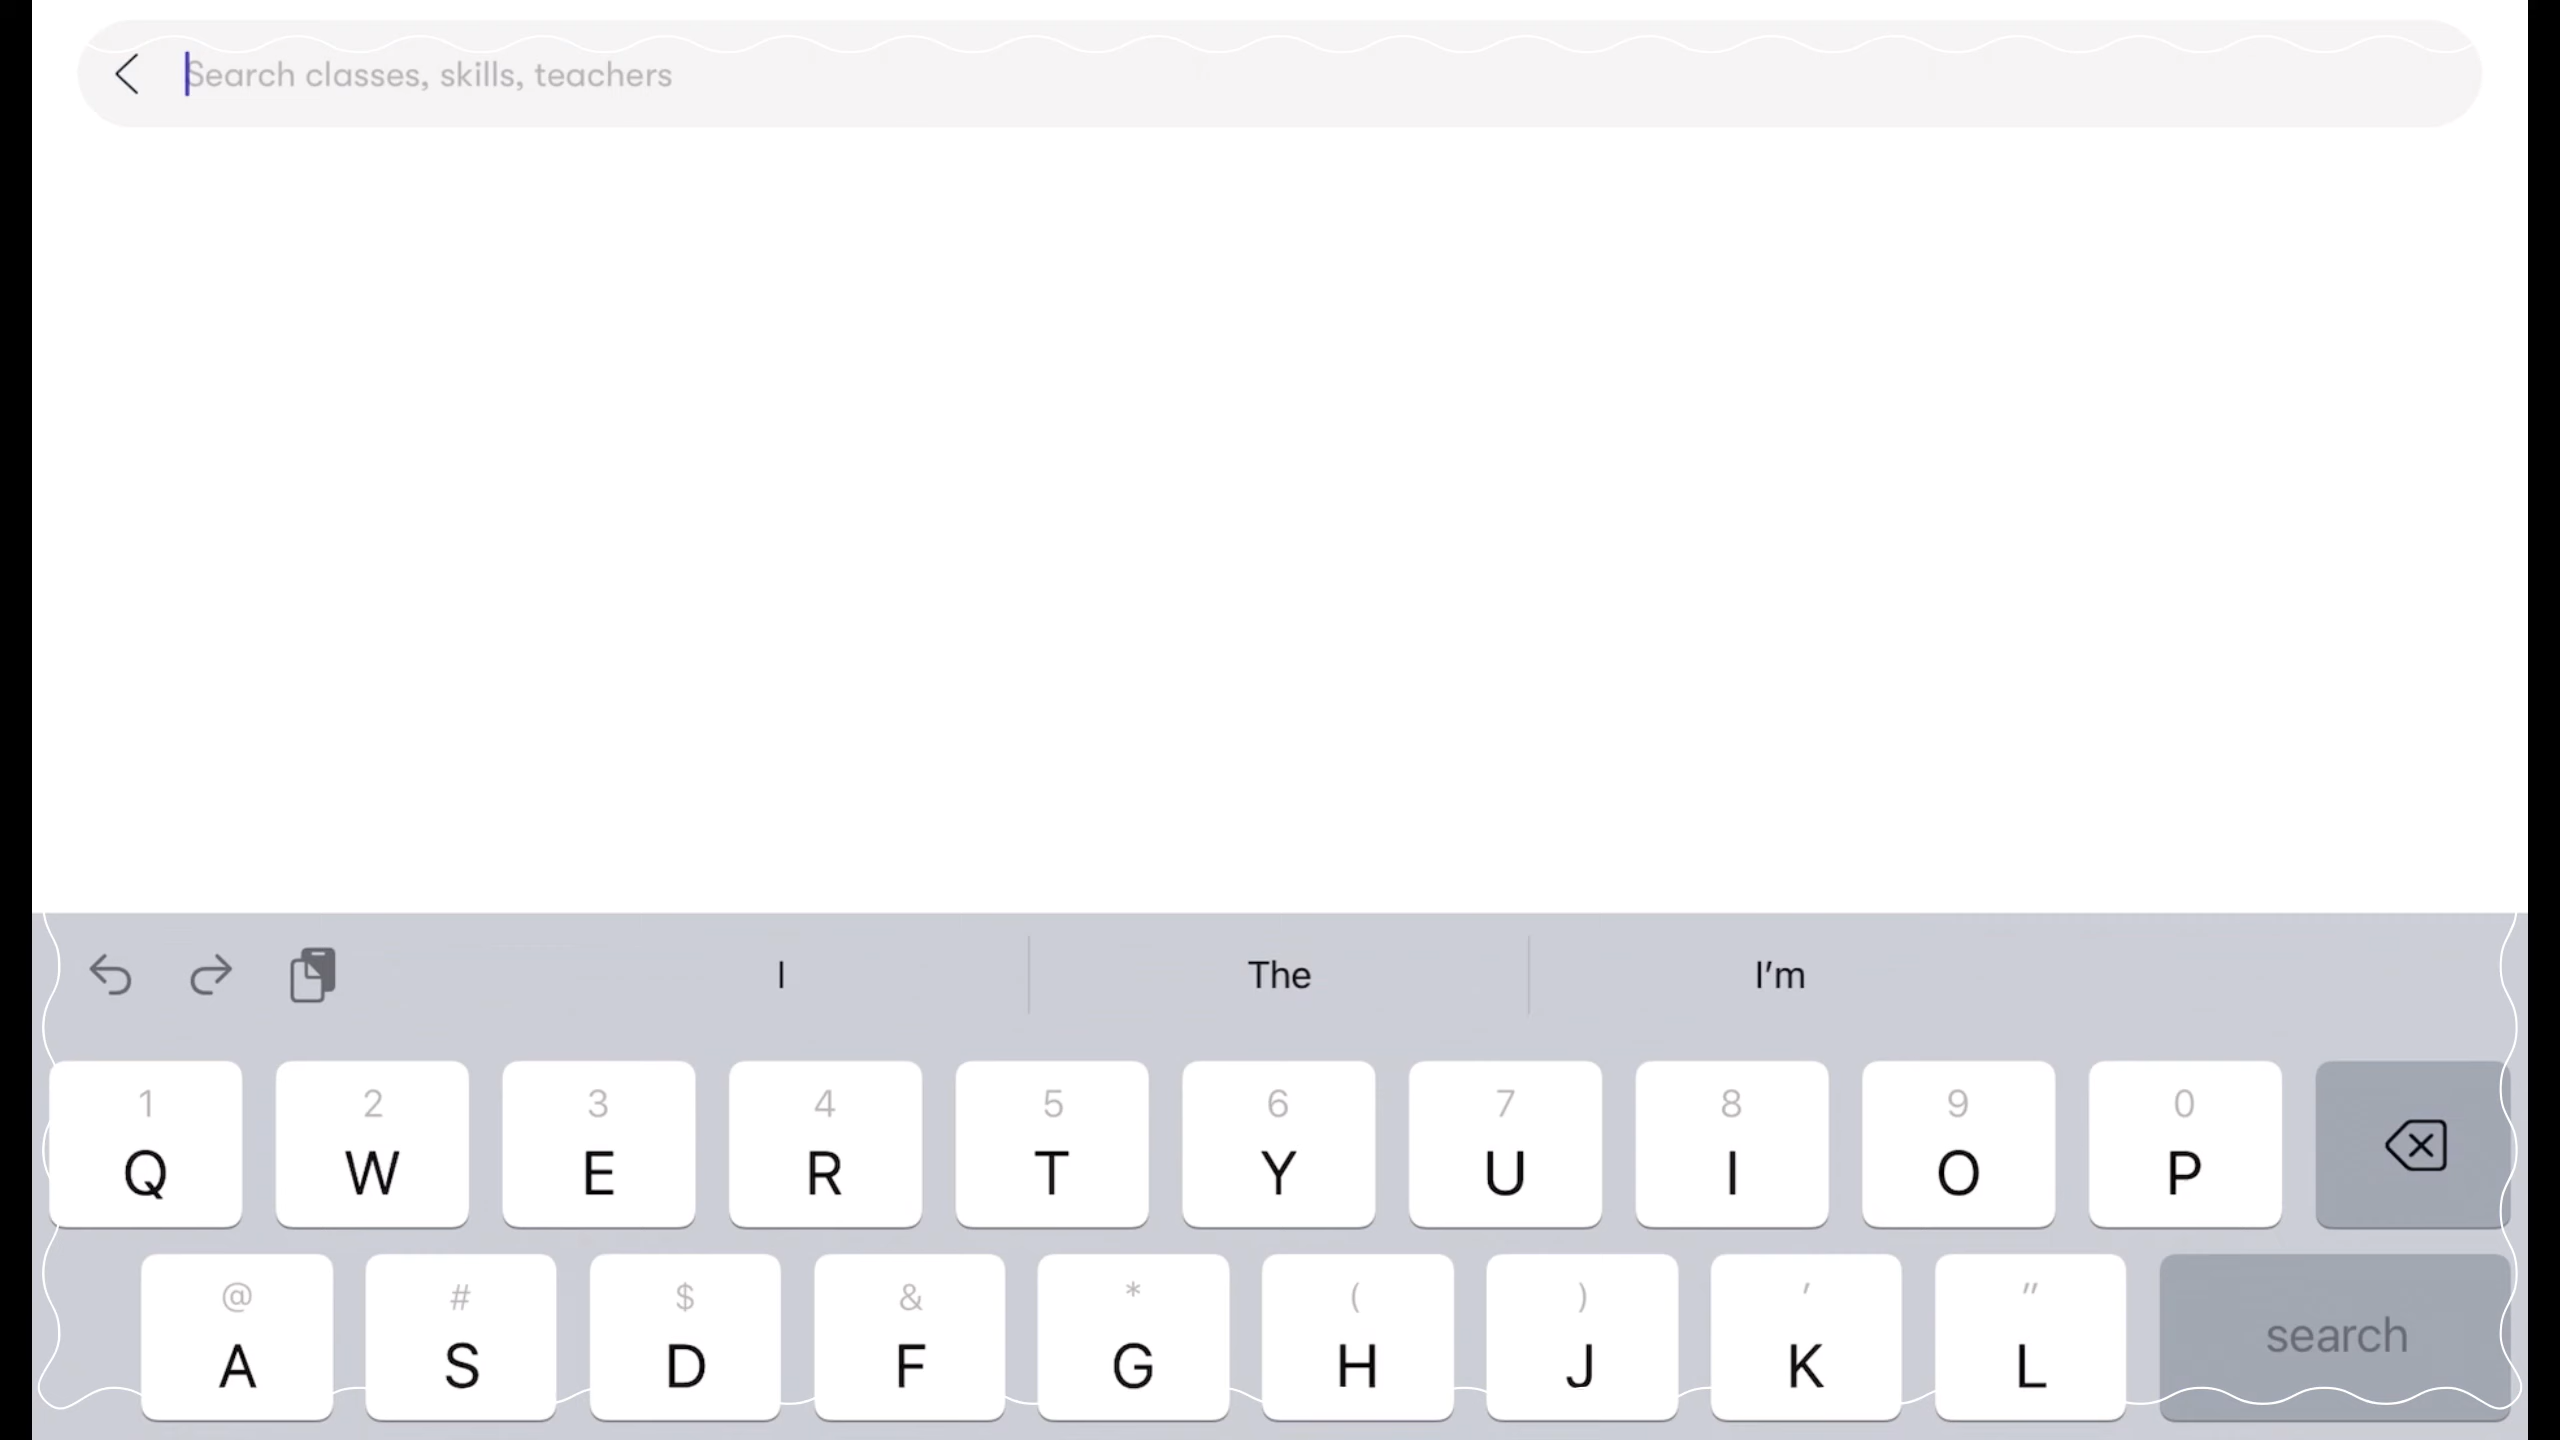 Search classes, skills, teachers
I The I'm
1 2 3 4 5 6 7 8 9 0
Q W E R T Y U I O P
@ # $ & * ( ) ' "
A S D F G H J K L search